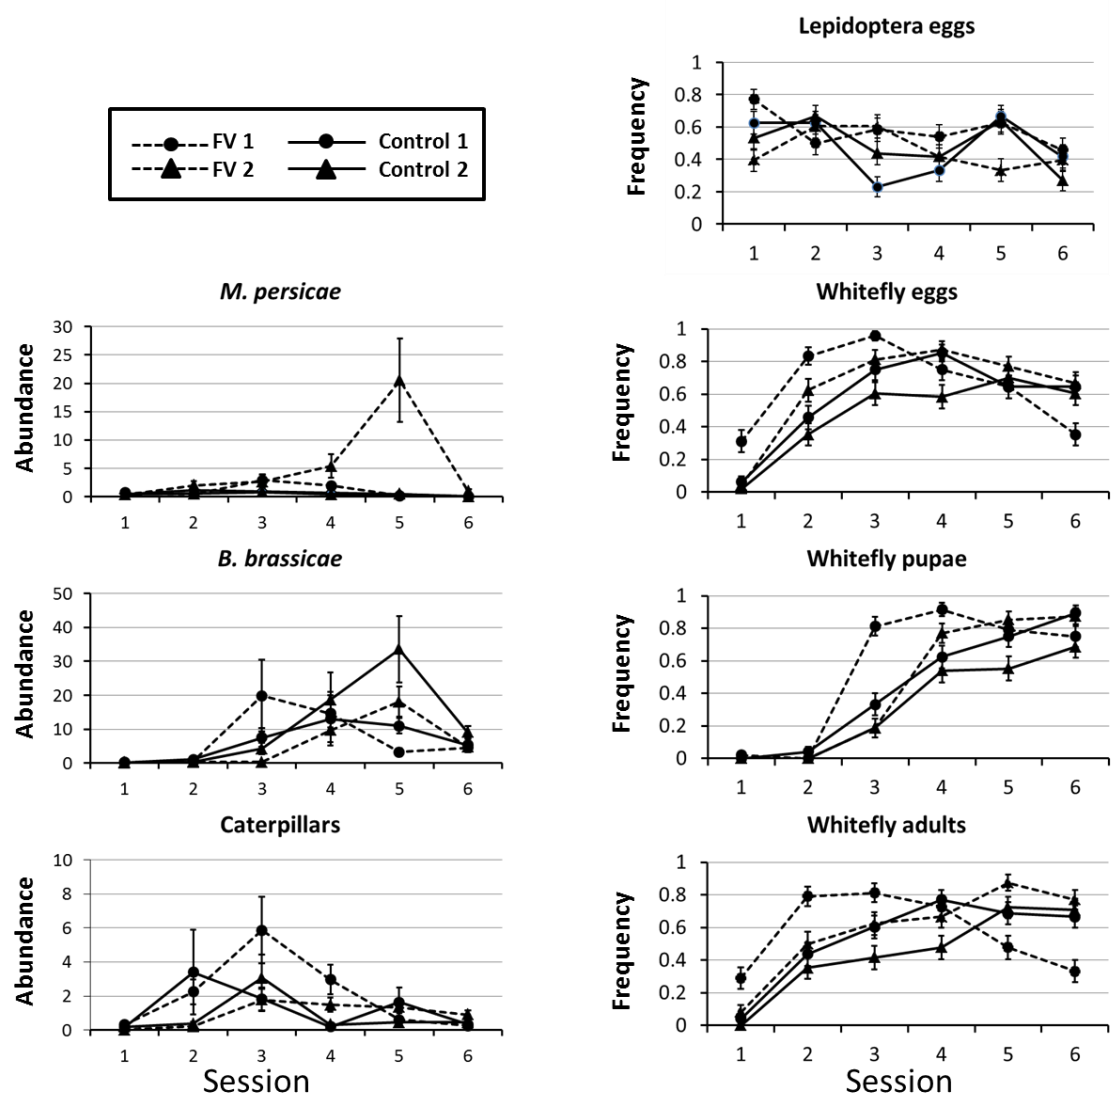 Lepidoptera eggs
FV 1 Control 1
FV 2 Control 2
Frequency
1
0.8
0.6
0.4
0.2
0
1 2 3 4 5 6
M. persicae
Abundance
30
25
20
15
10
5
0
1 2 3 4 5 6
Whitefly eggs
Frequency
1
0.8
0.6
0.4
0.2
0
1 2 3 4 5 6
B. brassicae
Abundance
50
40
30
20
10
0
1 2 3 4 5 6
Whitefly pupae
Frequency
1
0.8
0.6
0.4
0.2
0
1 2 3 4 5 6
Caterpillars
Abundance
10
8
6
4
2
0
1 2 3 4 5 6
Session
Whitefly adults
Frequency
1
0.8
0.6
0.4
0.2
0
1 2 3 4 5 6
Session